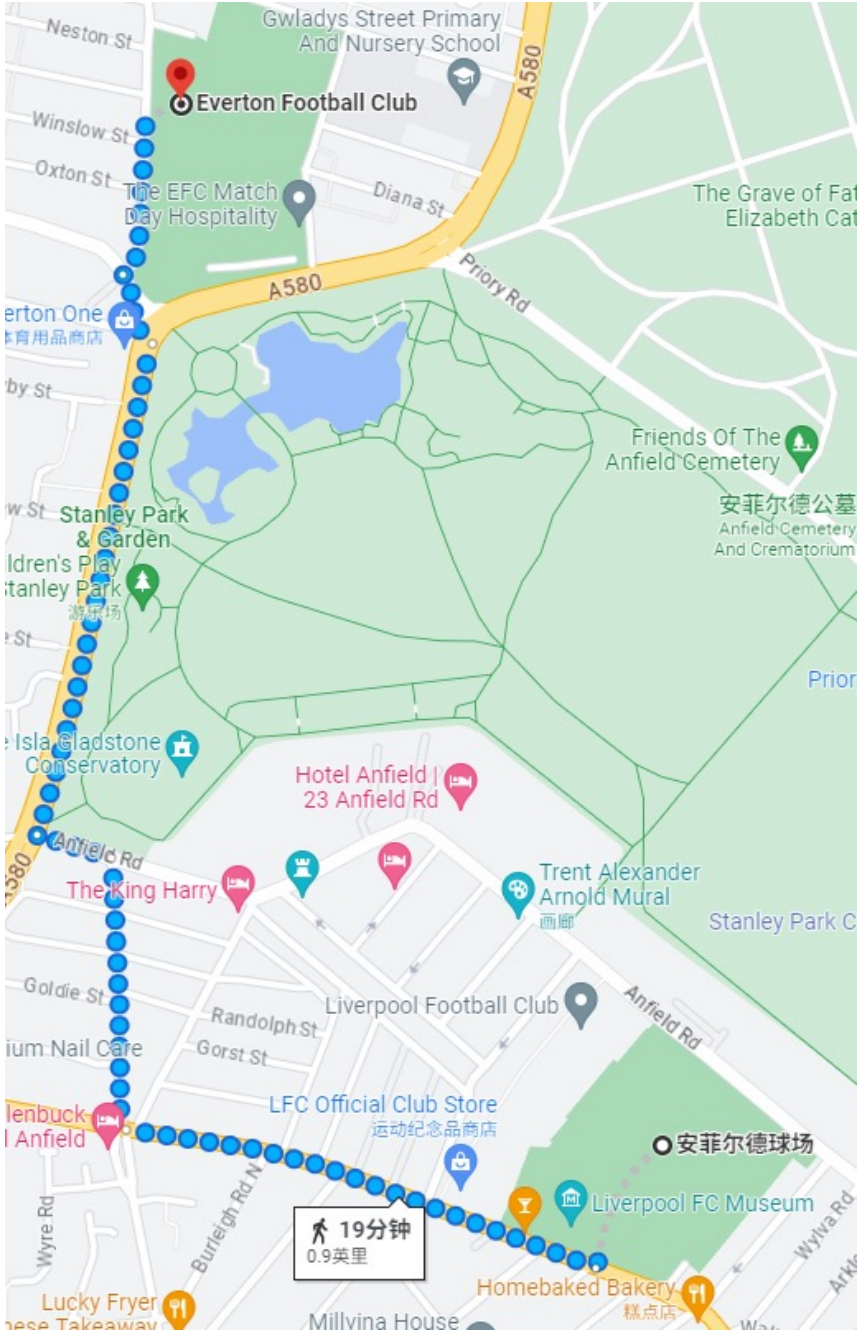 Neston St
Gwladys Street Primary
And Nursery School
A580
Everton Football Club
Winslow St
Oxton St
The EFC Match
Day Hospitality
Diana St
The Grave of Fat
Elizabeth Cat
A580
Priory Rd
erton One
体育用品商店
by St
Friends Of The
Anfield Cemetery
安菲尔德公墓
Anfield Cemetery
And Crematorium
w St
Stanley Park
& Garden
ildren's Play
Stanley Park
游乐场
e St
Prior
e Isla Gladstone
Conservatory
Hotel Anfield |
23 Anfield Rd
Anfield Rd
A580
The King Harry
Trent Alexander
Arnold Mural
画廊
Stanley Park C
Goldie St
Liverpool Football Club
Anfield Rd
Randolph St
Gorst St
ium Nail Care
LFC Official Club Store
运动纪念品商店
lenbuck
l Anfield
安菲尔德球场
Burleigh Rd N
Liverpool FC Museum
Wyre Rd
19分钟
0.9英里
Wylva Rd
Arkle
Homebaked Bakery
糕点店
Lucky Fryer
nese Takeaway
Millvina House
Wa